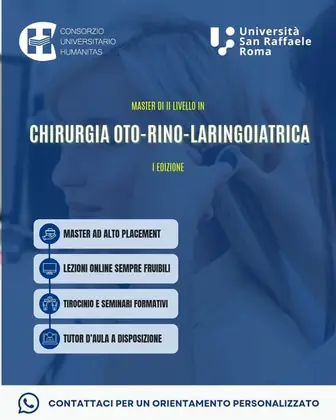 CONSORZIO
UNIVERSITARIO
HUMANITAS
Università
San Raffaele
Roma
MASTER DI II LIVELLO IN
CHIRURGIA OTO-RINO-LARINGOIATRICA
I EDIZIONE
MASTER AD ALTO PLACEMENT
LEZIONI ONLINE SEMPRE FRUIBILI
TIROCINIO E SEMINARI FORMATIVI
TUTOR D'AULA A DISPOSIZIONE
CONTATTACI PER UN ORIENTAMENTO PERSONALIZZATO